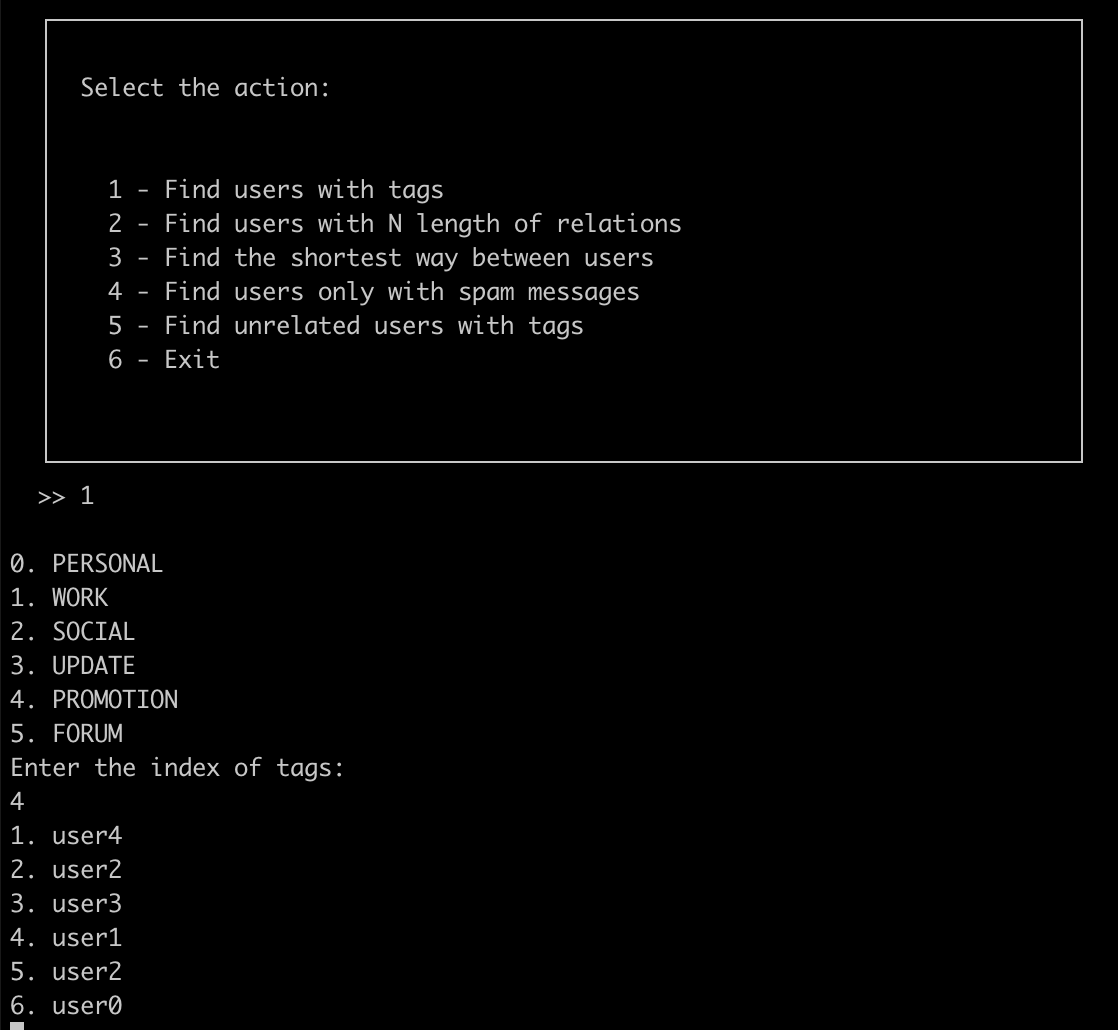 Select the action:
1 - Find users with tags
2 - Find users with N length of relations
3 - Find the shortest way between users
4 - Find users only with spam messages
5 - Find unrelated users with tags
6 - Exit
>> 1
0. PERSONAL
1. WORK
2. SOCIAL
3. UPDATE
4. PROMOTION
5. FORUM
Enter the index of tags:
4
1. user4
2. user2
3. user3
4. user1
5. user2
6. user0